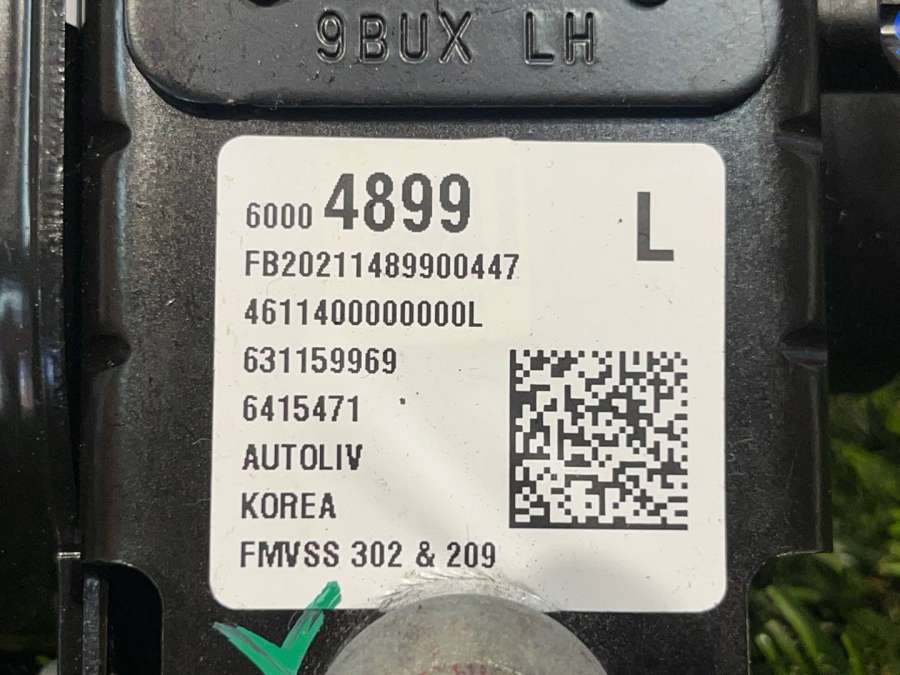 9BUX LH
6000 4899
L
FB20211489900447
4611400000000L
631159969
6415471
AUTOLIV
KOREA
FMVSS 302 & 209